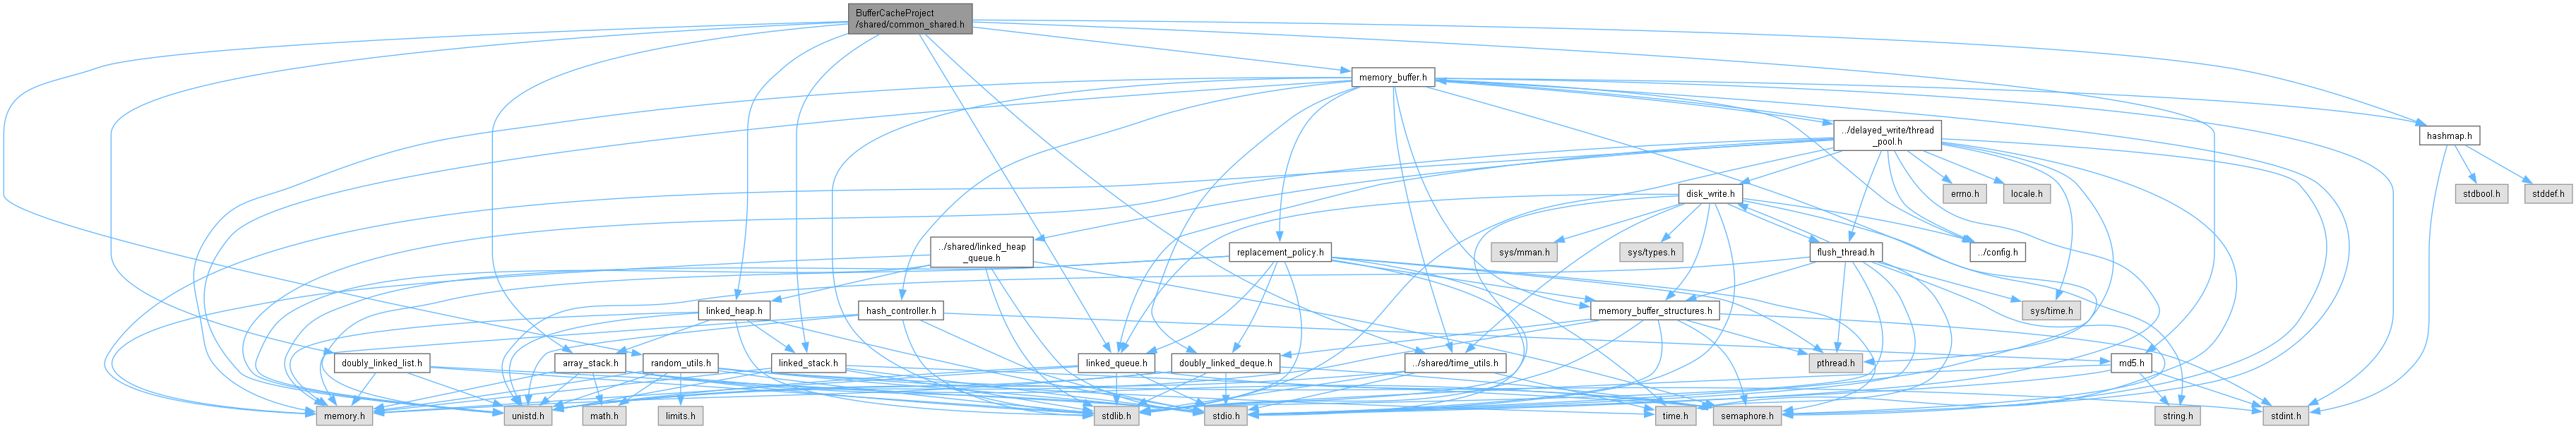 BufferCacheProject
/shared/common_shared.h
memory_buffer.h
../delayed_write/thread
_pool.h
hashmap.h
disk_write.h
errno.h
locale.h
stdbool.h
stddef.h
../shared/linked_heap
_queue.h
replacement_policy.h
sys/mman.h
sys/types.h
flush_thread.h
../config.h
linked_heap.h
hash_controller.h
memory_buffer_structures.h
sys/time.h
doubly_linked_list.h
array_stack.h
random_utils.h
linked_stack.h
linked_queue.h
doubly_linked_deque.h
../shared/time_utils.h
pthread.h
md5.h
memory.h
unistd.h
math.h
limits.h
stdlib.h
stdio.h
time.h
semaphore.h
string.h
stdint.h